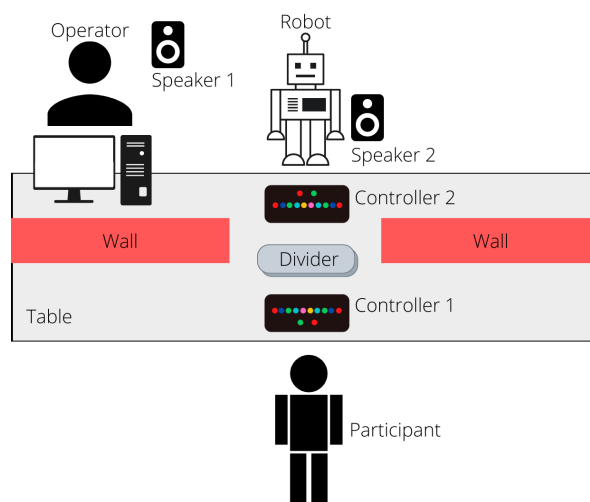 Operator
Robot
Speaker 1
Speaker 2
Controller 2
Wall
Wall
Divider
Table
Controller 1
Participant